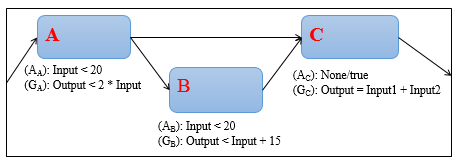 A
C
(AA): Input < 20
(GA): Output < 2 * Input
B
(AC): None/true
(GC): Output = Input1 + Input2
(AB): Input < 20
(GB): Output < Input + 15